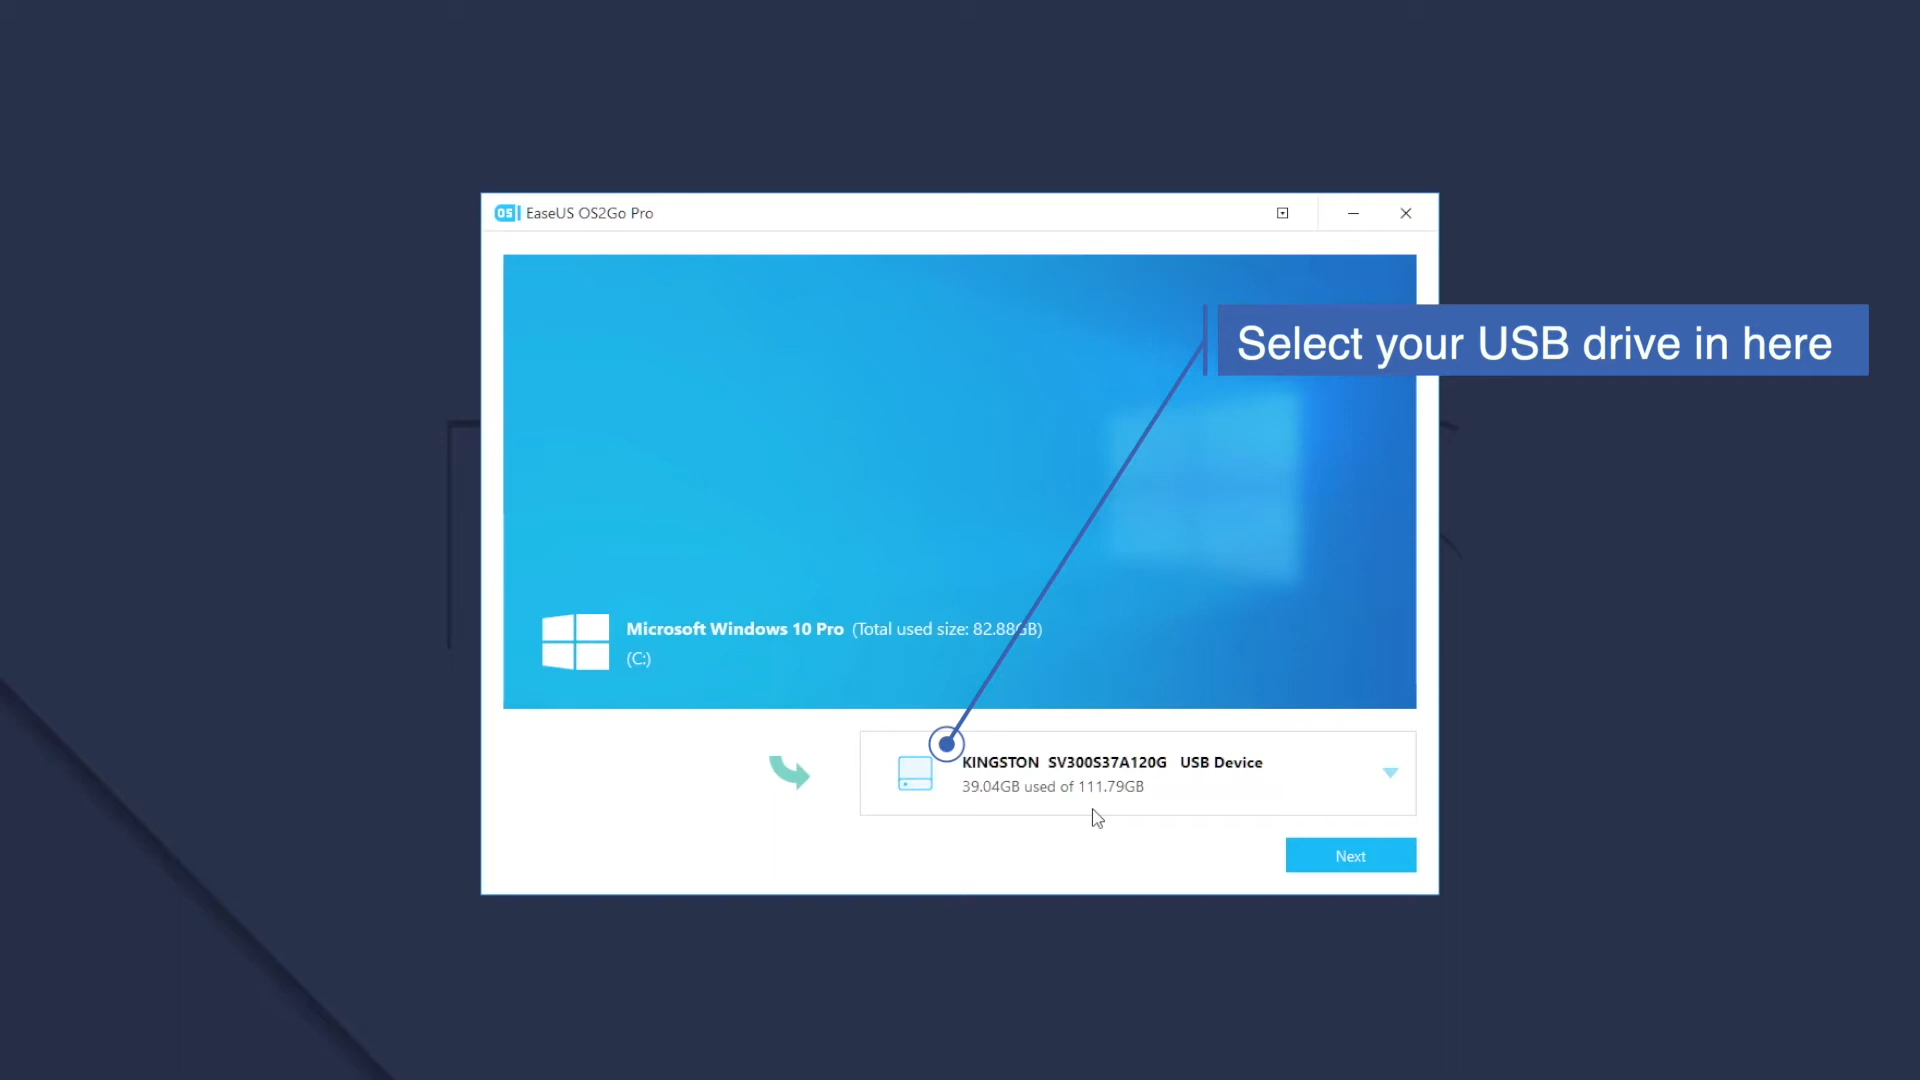 OS EaseUS OS2Go Pro
Select your USB drive in here
Microsoft Windows 10 Pro (Total used size: 82.88GB)
(C:)
KINGSTON SV300S37A120G USB Device
39.04GB used of 111.79GB
Next